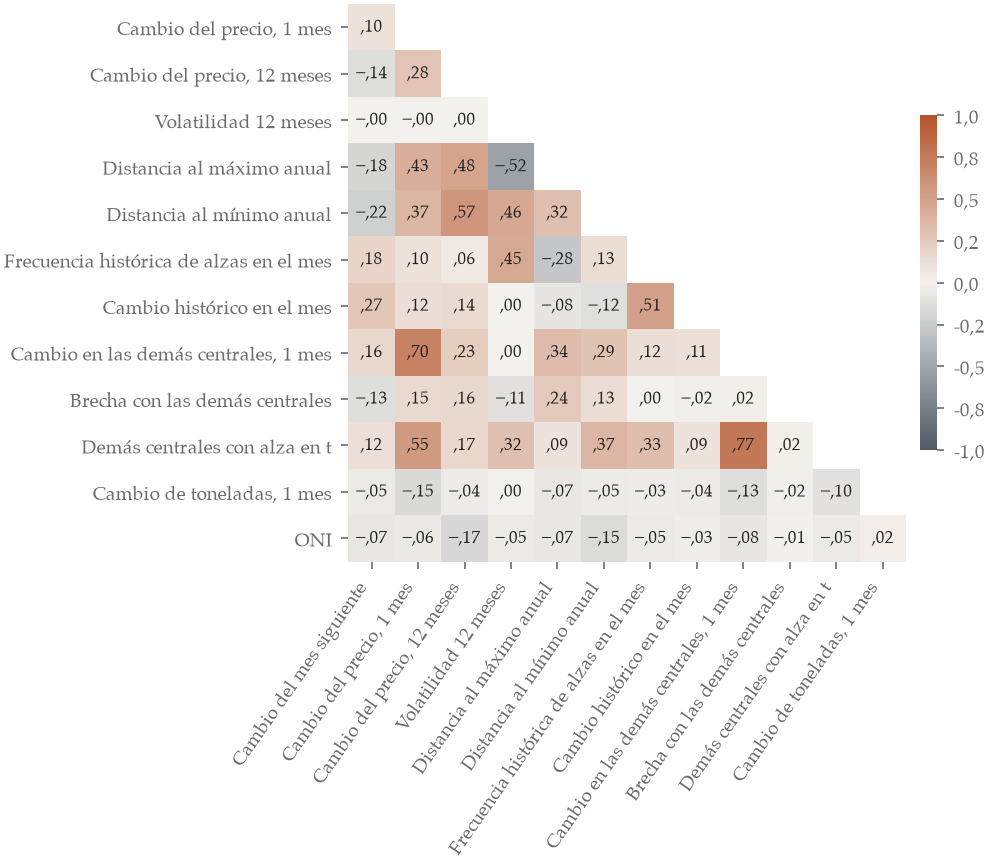 Cambio del precio, 1 mes ,10
Cambio del precio, 12 meses −,14 ,28
Volatilidad 12 meses −,00 −,00 ,00
Distancia al máximo anual −,18 ,43 ,48 −,52
Distancia al mínimo anual −,22 ,37 ,57 ,46 ,32
Frecuencia histórica de alzas en el mes ,18 ,10 ,06 ,45 −,28 ,13
Cambio histórico en el mes ,27 ,12 ,14 ,00 −,08 −,12 ,51
Cambio en las demás centrales, 1 mes ,16 ,70 ,23 ,00 ,34 ,29 ,12 ,11
Brecha con las demás centrales −,13 ,15 ,16 −,11 ,24 ,13 ,00 −,02 ,02
Demás centrales con alza en t ,12 ,55 ,17 ,32 ,09 ,37 ,33 ,09 ,77 ,02
Cambio de toneladas, 1 mes −,05 −,15 −,04 ,00 −,07 −,05 −,03 −,04 −,13 −,02 −,10
ONI −,07 −,06 −,17 −,05 −,07 −,15 −,05 −,03 −,08 −,01 −,05 ,02
Cambio del mes siguiente
Cambio del precio, 1 mes
Cambio del precio, 12 meses
Volatilidad 12 meses
Distancia al máximo anual
Distancia al mínimo anual
Frecuencia histórica de alzas en el mes
Cambio histórico en el mes
Cambio en las demás centrales, 1 mes
Brecha con las demás centrales
Demás centrales con alza en t
Cambio de toneladas, 1 mes
1,0
0,8
0,5
0,2
0,0
-0,2
-0,5
-0,8
-1,0